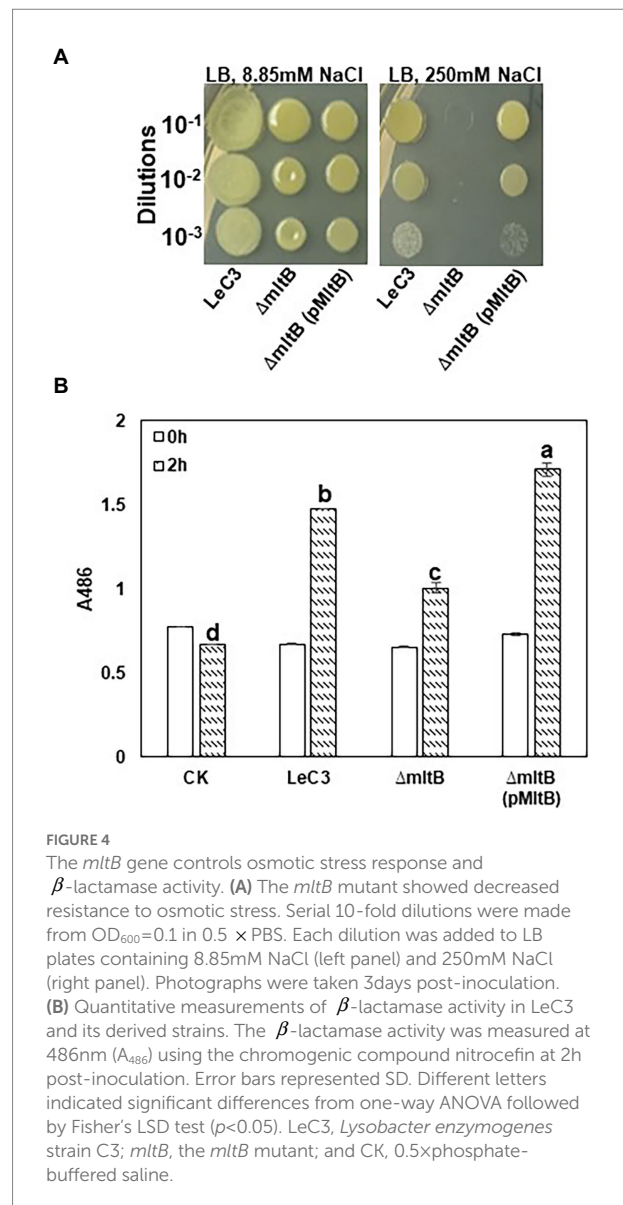 A
LB, 8.85mM NaCl LB, 250mM NaCl
Dilutions
10-1
10-2
10-3
LeC3 ΔmltB ΔmltB (pMltB) LeC3 ΔmltB ΔmltB (pMltB)
B
2
1.5
1
0.5
0
A486
0h
2h
d
b
c
a
CK LeC3 ΔmltB ΔmltB
(pMltB)
FIGURE 4
The mltB gene controls osmotic stress response and
β-lactamase activity. (A) The mltB mutant showed decreased
resistance to osmotic stress. Serial 10-fold dilutions were made
from OD600=0.1 in 0.5 × PBS. Each dilution was added to LB
plates containing 8.85mM NaCl (left panel) and 250mM NaCl
(right panel). Photographs were taken 3days post-inoculation.
(B) Quantitative measurements of β-lactamase activity in LeC3
and its derived strains. The β-lactamase activity was measured at
486nm (A486) using the chromogenic compound nitrocefin at 2h
post-inoculation. Error bars represented SD. Different letters
indicated significant differences from one-way ANOVA followed
by Fisher's LSD test (p<0.05). LeC3, Lysobacter enzymogenes
strain C3; mltB, the mltB mutant; and CK, 0.5×phosphate-
buffered saline.